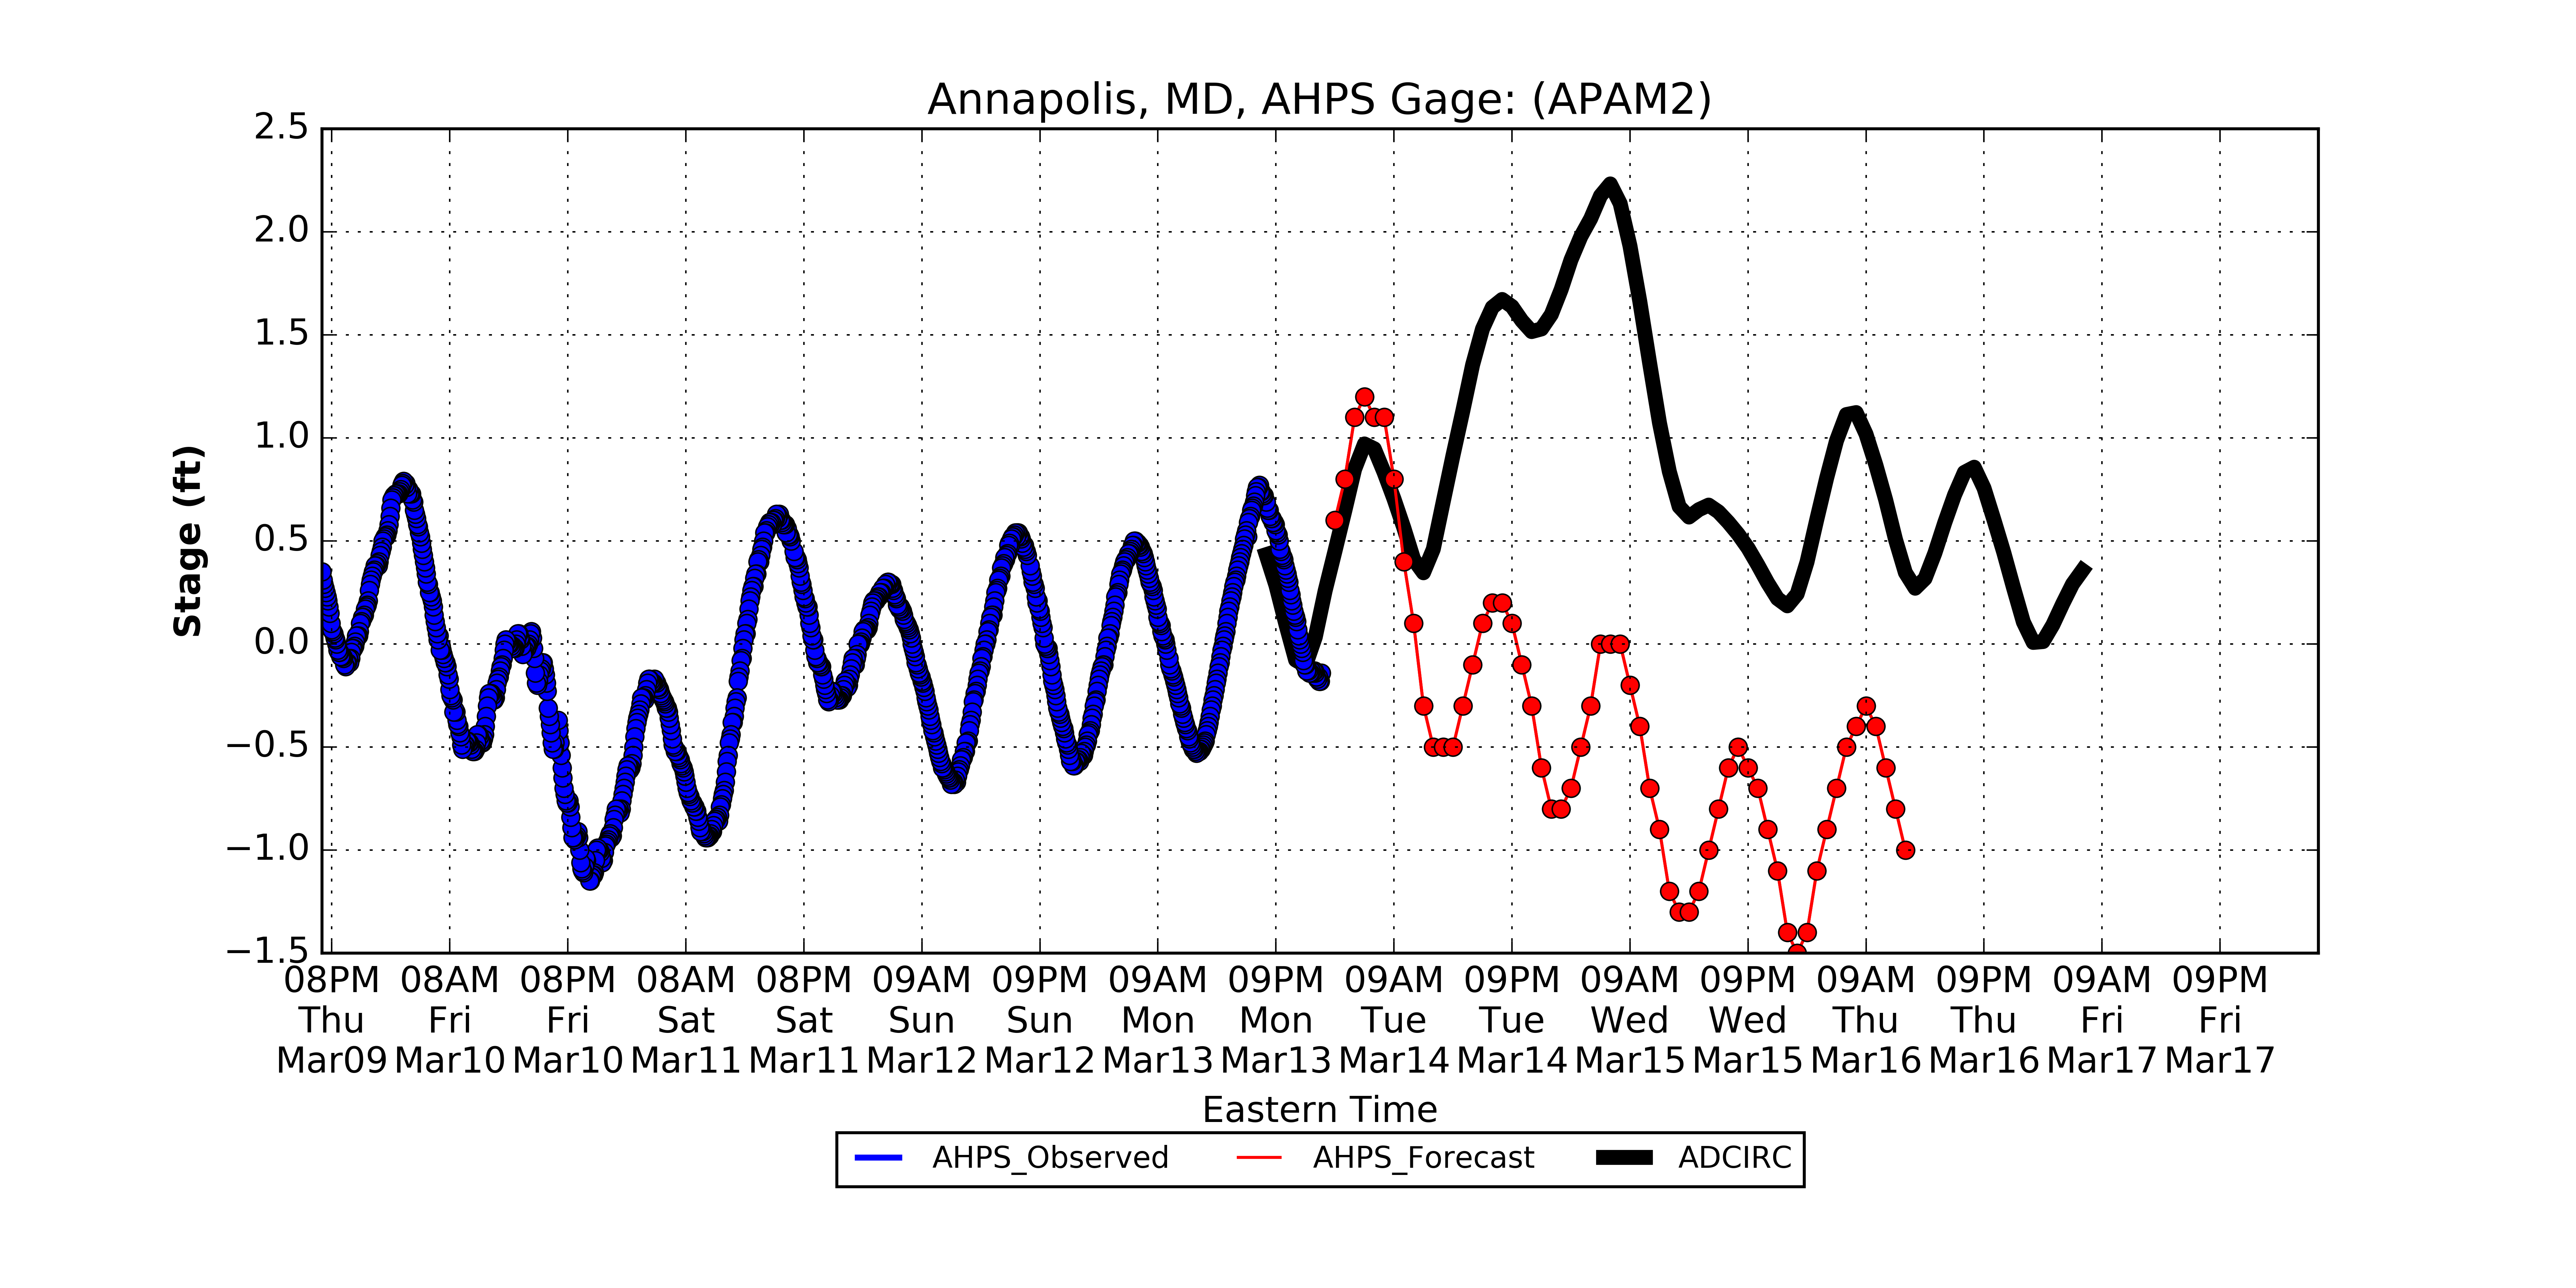 Annapolis, MD, AHPS Gage: (APAM2)
2.5
2.0
1.5
1.0
0.5
0.0
−0.5
−1.0
−1.5
Stage (ft)
08PM 08AM 08PM 08AM 08PM 09AM 09PM 09AM 09PM 09AM 09PM 09AM 09PM 09AM 09PM 09AM 09PM
Thu Fri Fri Sat Sat Sun Sun Mon Mon Tue Tue Wed Wed Thu Thu Fri Fri
Mar09 Mar10 Mar10 Mar11 Mar11 Mar12 Mar12 Mar13 Mar13 Mar14 Mar14 Mar15 Mar15 Mar16 Mar16 Mar17 Mar17
Eastern Time
AHPS_Observed AHPS_Forecast ADCIRC